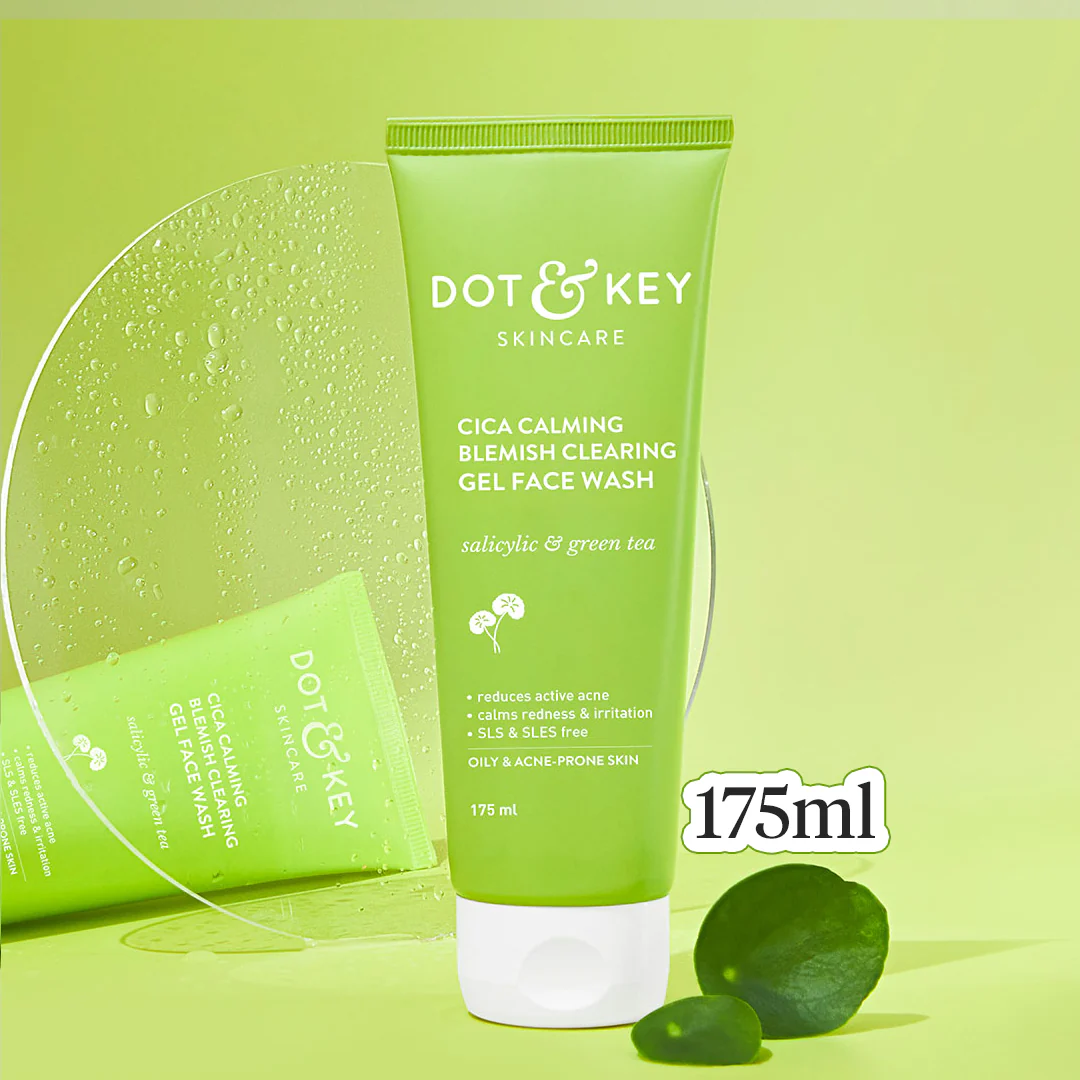 DOT & KEY
SKINCARE
CICA CALMING
BLEMISH CLEARING
GEL FACE WASH
salicylic & green tea
• reduces active acne
• calms redness & irritation
• SLS & SLES free
OILY & ACNE-PRONE SKIN
175 ml
175ml
DOT & KEY
SKINCARE
CICA CALMING
BLEMISH CLEARING
GEL FACE WASH
salicylic & green tea
• reduces active acne
• calms redness & irritation
• SLS & SLES free
PRONE SKIN